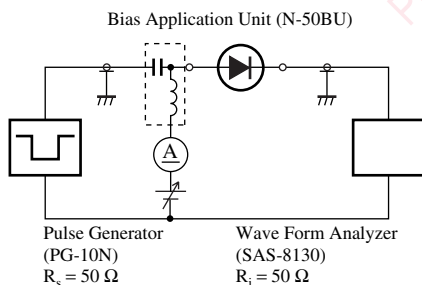 Bias Application Unit (N-50BU)
A
Pulse Generator
(PG-10N)
Rs = 50 Ω
Wave Form Analyzer
(SAS-8130)
Ri = 50 Ω